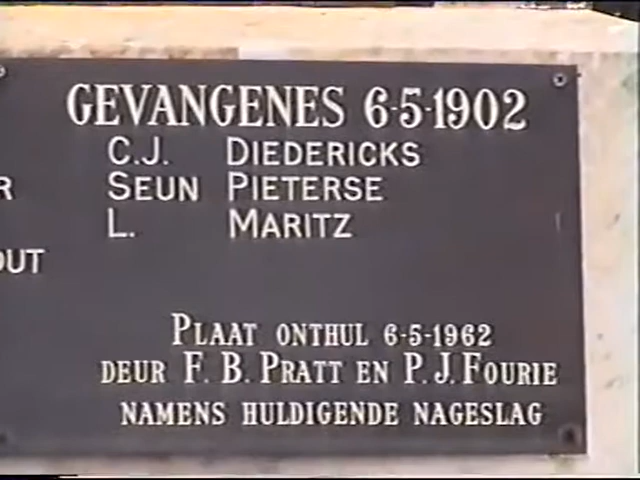 GEVANGENES 6-5-1902
C.J. DIEDERICKS
R SEUN PIETERSE
L. MARITZ
OUT
PLAAT ONTHUL 6-5-1962
DEUR F. B. PRATT EN P. J. FOURIE
NAMENS HULDIGENDE NAGESLAG